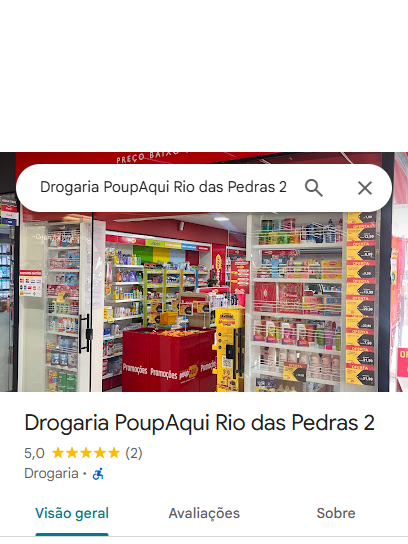 PREÇO BAIXO
Drogaria PoupAqui Rio das Pedras 2
Promoções Promoções
Drogaria PoupAqui Rio das Pedras 2
5,0 (2)
Drogaria ·
Visão geral Avaliações Sobre